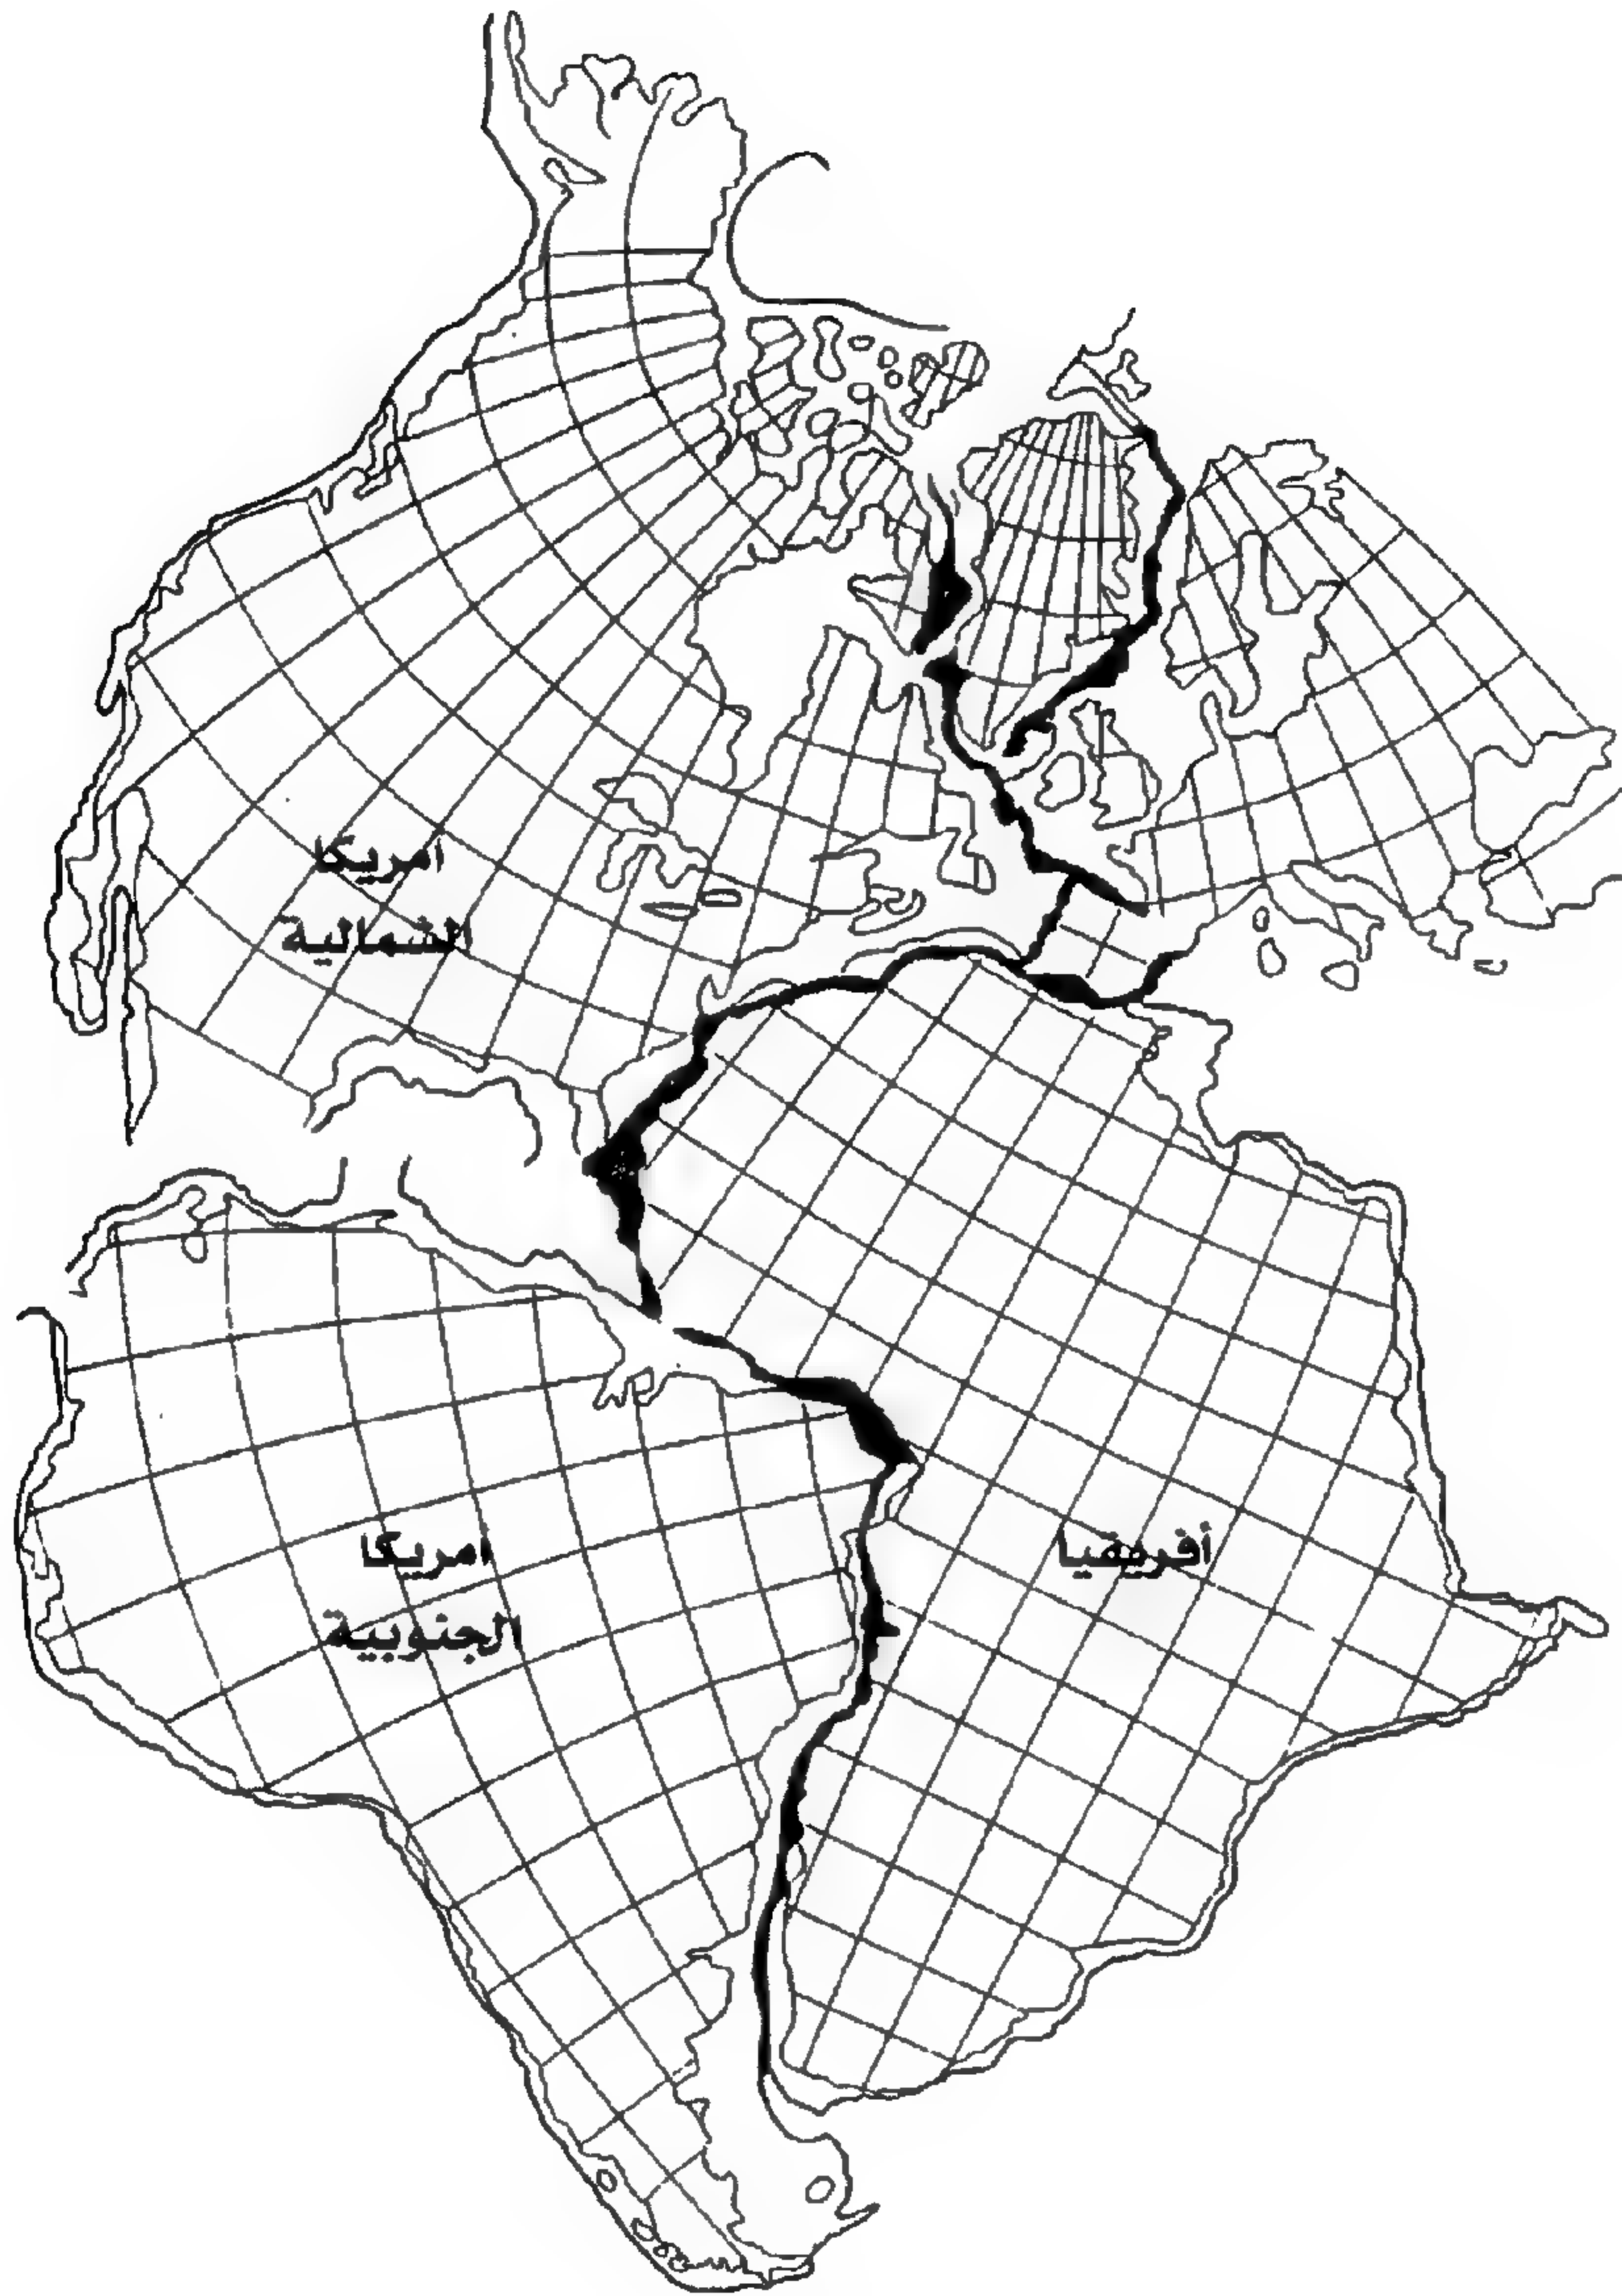 امريكا
الشمالية
امريكا
الجنوبية
أفريقيا